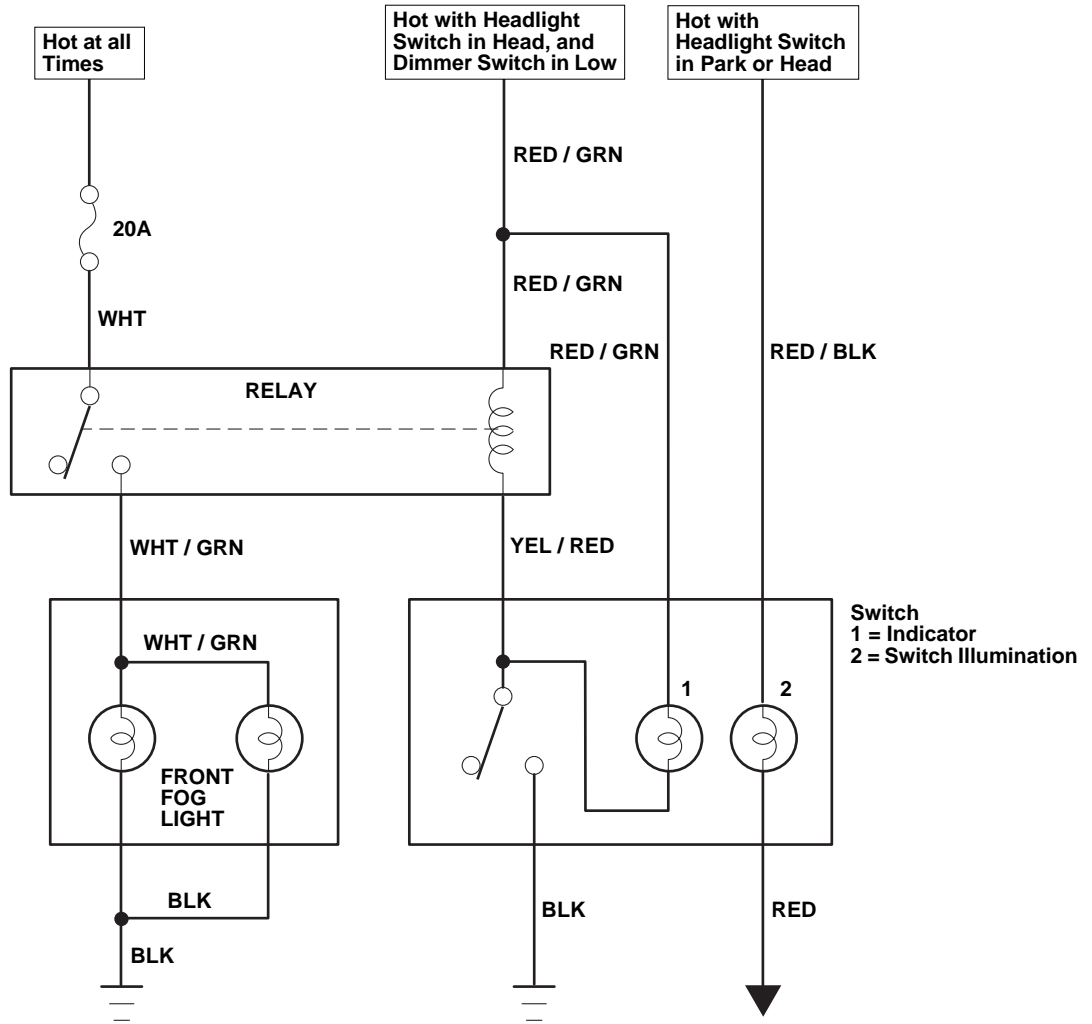 Hot at all
Times
Hot with Headlight
Switch in Head, and
Dimmer Switch in Low
Hot with
Headlight Switch
in Park or Head
RED / GRN
20A
RED / GRN
WHT
RED / GRN
RED / BLK
RELAY
WHT / GRN
YEL / RED
Switch
1 = Indicator
2 = Switch Illumination
WHT / GRN
1
2
FRONT
FOG
LIGHT
BLK
BLK
RED
BLK